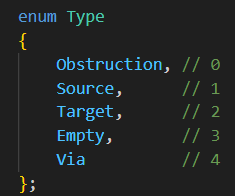 enum Type
{
    Obstruction, // 0
    Source,      // 1
    Target,      // 2
    Empty,       // 3
    Via          // 4
};